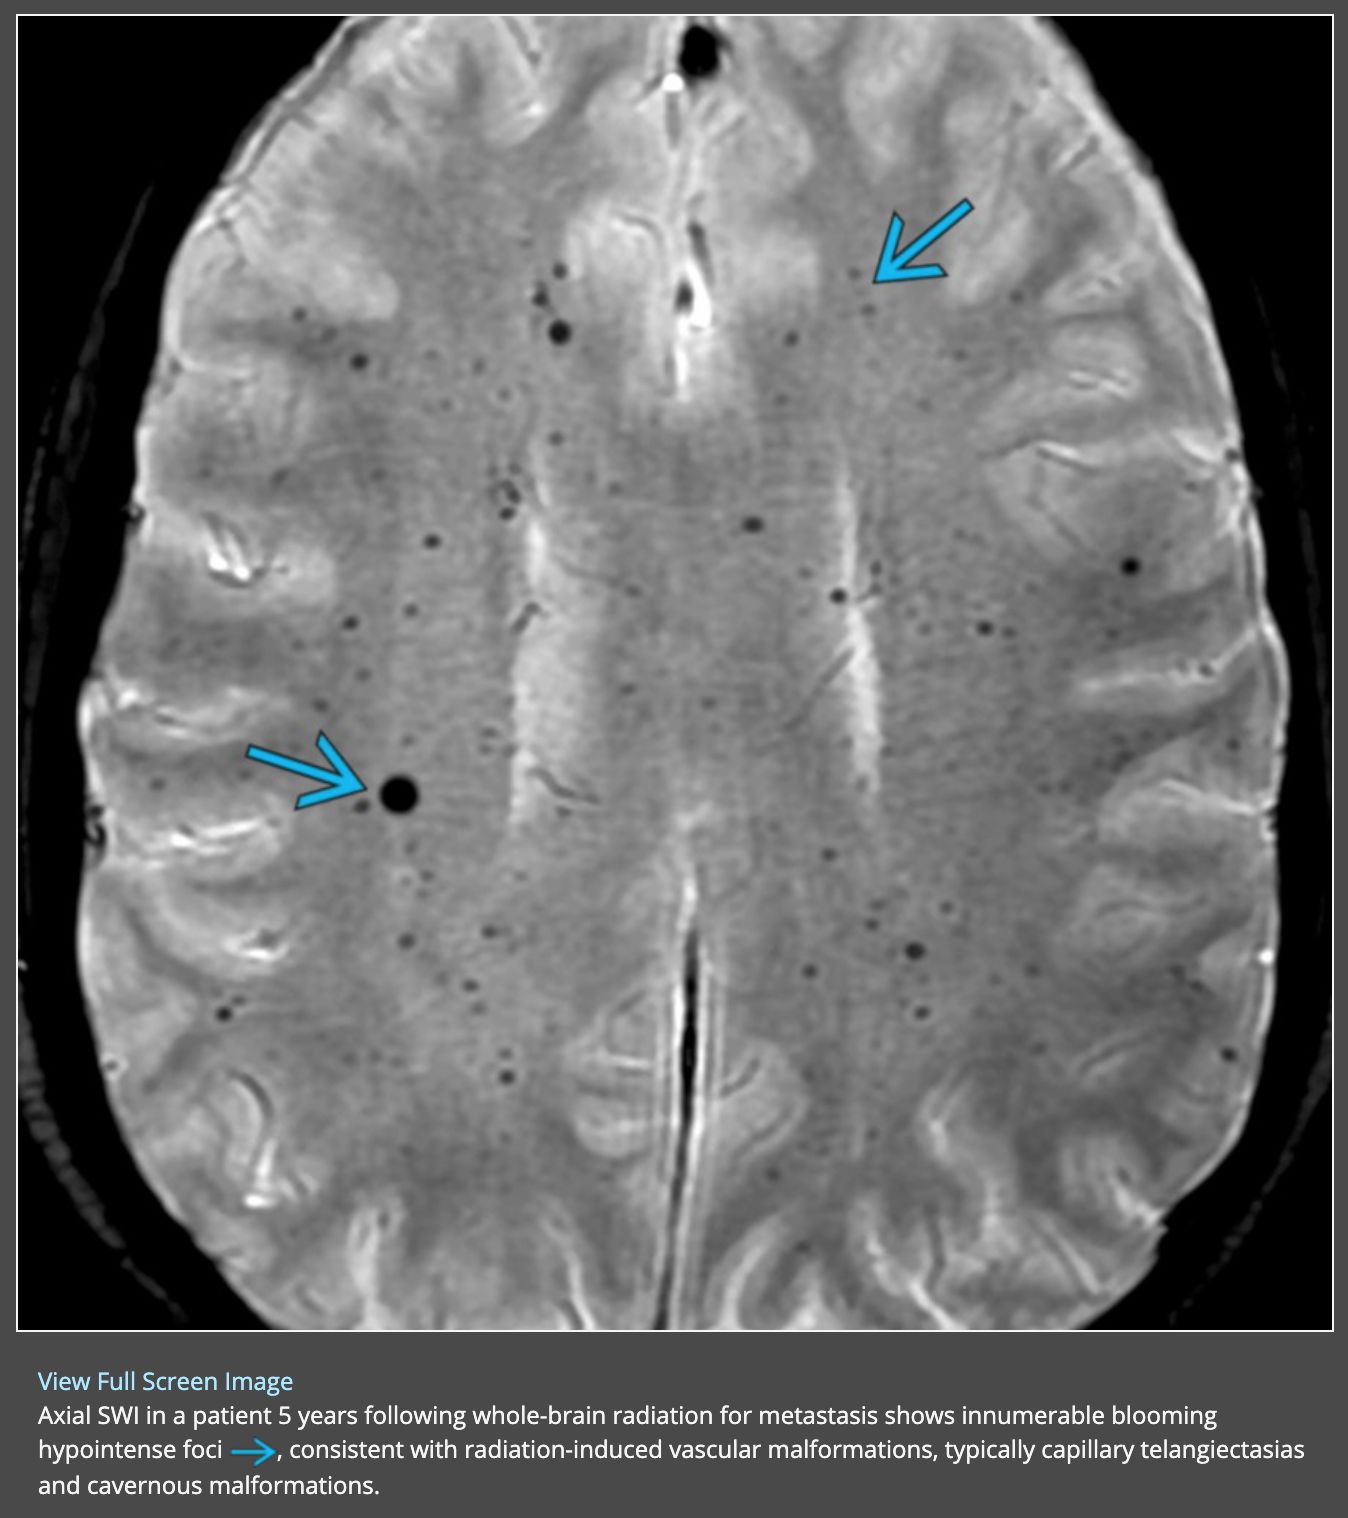 View Full Screen Image
Axial SWI in a patient 5 years following whole-brain radiation for metastasis shows innumerable blooming
hypointense foci →, consistent with radiation-induced vascular malformations, typically capillary telangiectasias
and cavernous malformations.